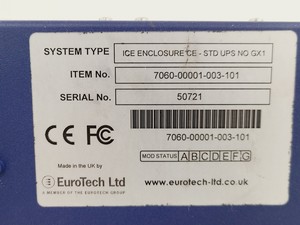 SYSTEM TYPE ICE ENCLOSURE CE - STD UPS NO GX1
ITEM No. 7060-00001-003-101
SERIAL No. 50721
CE FC 7060-00001-003-101
MOD STATUS A B C D E F G
Made in the UK by
EuroTech Ltd www.eurotech-ltd.co.uk
A MEMBER OF THE EUROTECH GROUP